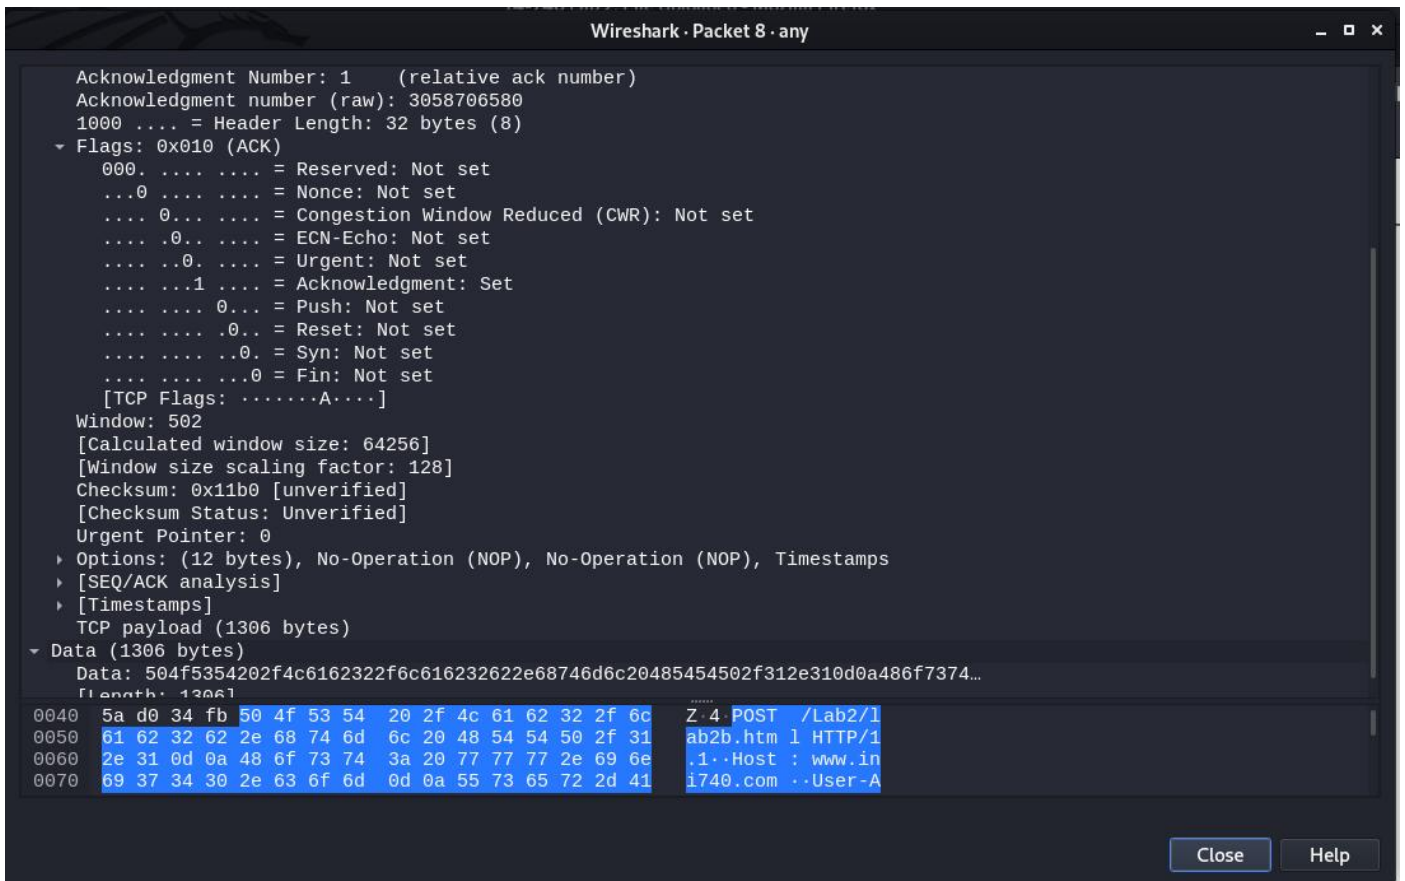 Wireshark · Packet 8 · any
Acknowledgment Number: 1    (relative ack number)
Acknowledgment number (raw): 3058706580
1000 .... = Header Length: 32 bytes (8)
Flags: 0x010 (ACK)
000. .... .... = Reserved: Not set
...0 .... .... = Nonce: Not set
.... 0... .... = Congestion Window Reduced (CWR): Not set
.... .0.. .... = ECN-Echo: Not set
.... ..0. .... = Urgent: Not set
.... ...1 .... = Acknowledgment: Set
.... .... 0... = Push: Not set
.... .... .0.. = Reset: Not set
.... .... ..0. = Syn: Not set
.... .... ...0 = Fin: Not set
[TCP Flags: ·······A····]
Window: 502
[Calculated window size: 64256]
[Window size scaling factor: 128]
Checksum: 0x11b0 [unverified]
[Checksum Status: Unverified]
Urgent Pointer: 0
Options: (12 bytes), No-Operation (NOP), No-Operation (NOP), Timestamps
[SEQ/ACK analysis]
[Timestamps]
TCP payload (1306 bytes)
Data (1306 bytes)
Data: 504f5354202f4c6162322f6c616232622e68746d6c20485454502f312e310d0a486f7374…
[Length: 1306]
0040  5a d0 34 fb 50 4f 53 54  20 2f 4c 61 62 32 2f 6c   Z·4·POST  /Lab2/l
0050  61 62 32 62 2e 68 74 6d  6c 20 48 54 54 50 2f 31   ab2b.htm l HTTP/1
0060  2e 31 0d 0a 48 6f 73 74  3a 20 77 77 77 2e 69 6e   .1··Host : www.in
0070  69 37 34 30 2e 63 6f 6d  0d 0a 55 73 65 72 2d 41   i740.com ··User-A
Close Help